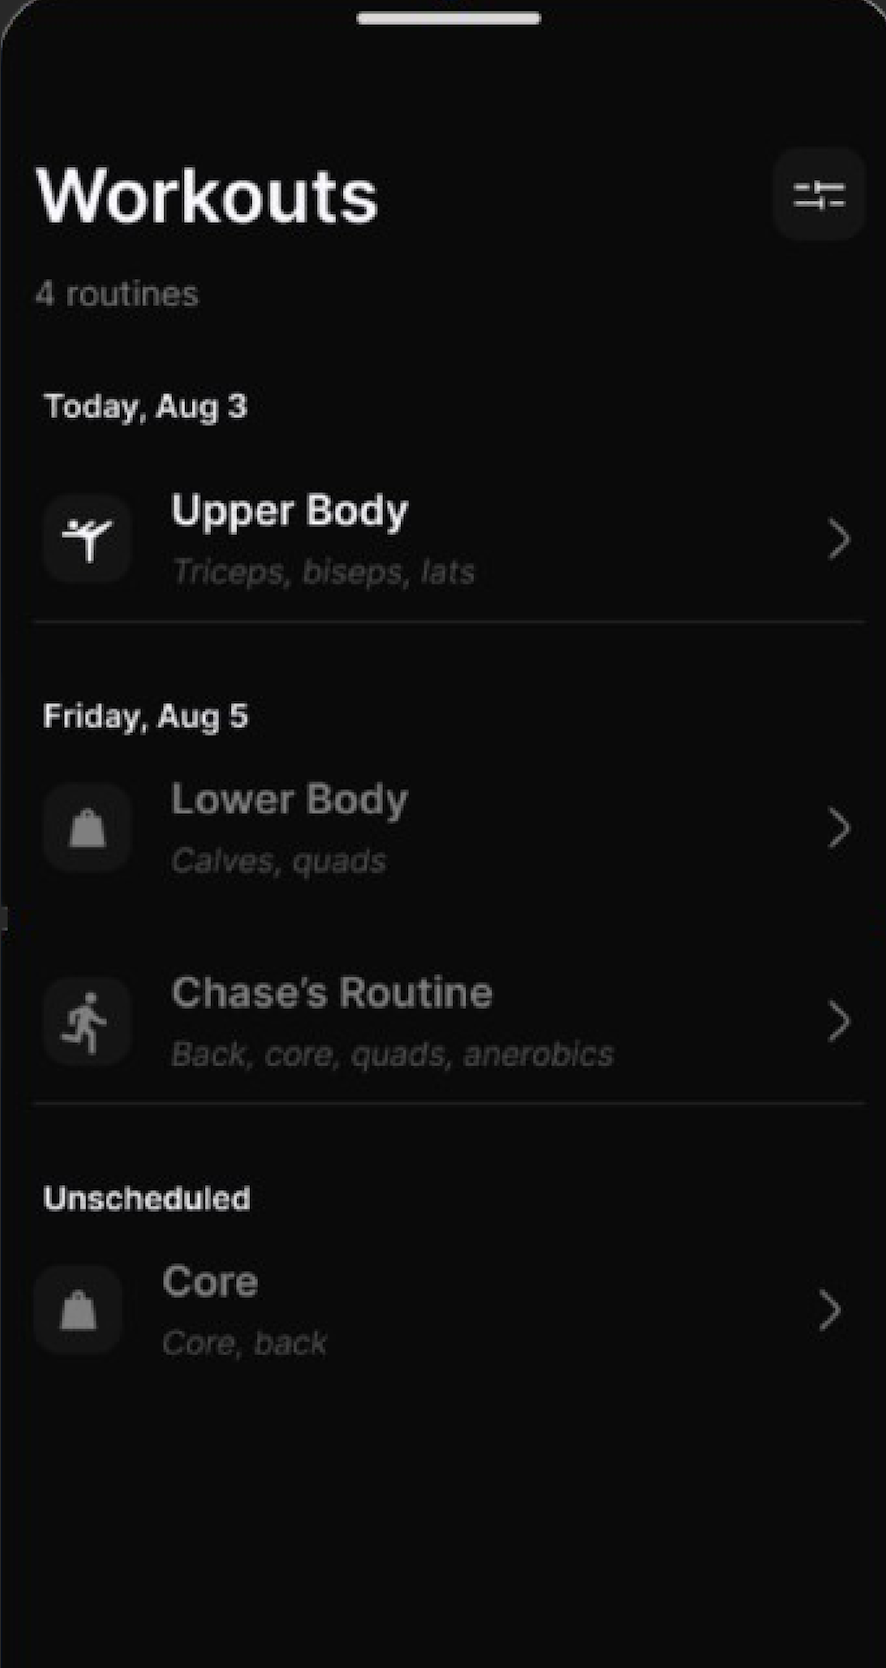 Workouts
4 routines
Today, Aug 3
Upper Body
Triceps, biseps, lats
Friday, Aug 5
Lower Body
Calves, quads
Chase’s Routine
Back, core, quads, anerobics
Unscheduled
Core
Core, back